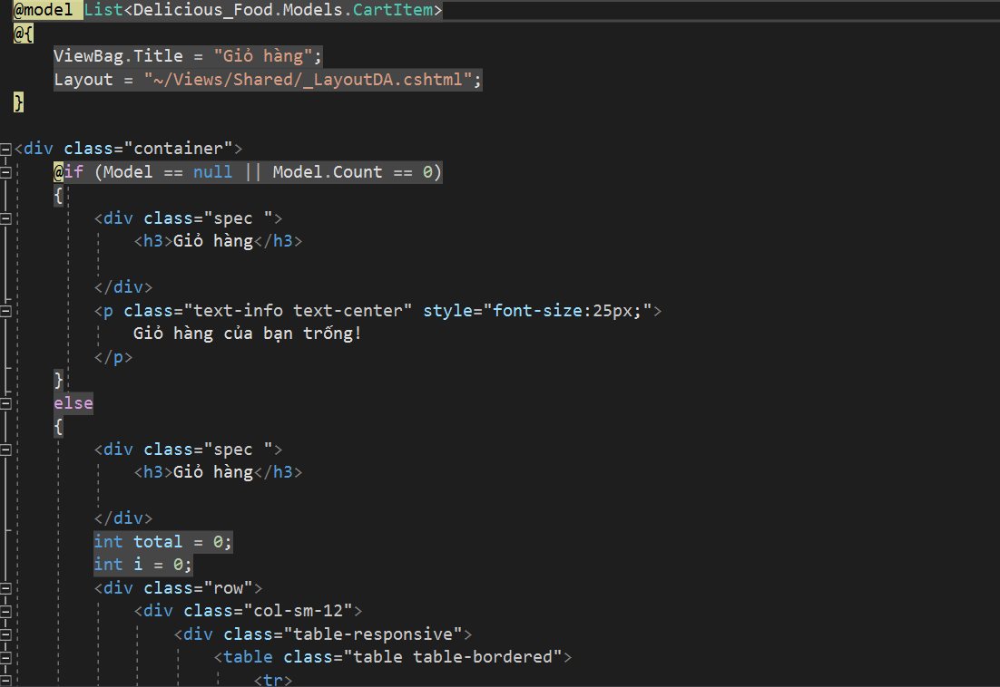 @model List<Delicious_Food.Models.CartItem>
@{
    ViewBag.Title = "Giỏ hàng";
    Layout = "~/Views/Shared/_LayoutDA.cshtml";
}
<div class="container">
    @if (Model == null || Model.Count == 0)
    {
        <div class="spec ">
            <h3>Giỏ hàng</h3>
        </div>
        <p class="text-info text-center" style="font-size:25px;">
            Giỏ hàng của bạn trống!
        </p>
    }
    else
    {
        <div class="spec ">
            <h3>Giỏ hàng</h3>
        </div>
        int total = 0;
        int i = 0;
        <div class="row">
            <div class="col-sm-12">
                <div class="table-responsive">
                    <table class="table table-bordered">
                        <tr>